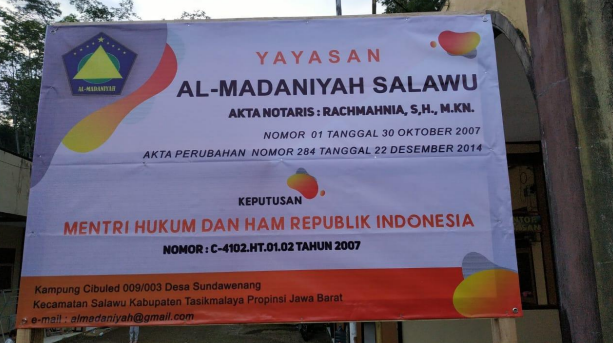 AL-MADANIYAH
YAYASAN
AL-MADANIYAH SALAWU
AKTA NOTARIS : RACHMAHNIA, S,H., M.KN.
NOMOR 01 TANGGAL 30 OKTOBER 2007
AKTA PERUBAHAN NOMOR 284 TANGGAL 22 DESEMBER 2014
KEPUTUSAN
MENTRI HUKUM DAN HAM REPUBLIK INDONESIA
NOMOR : C-4102.HT.01.02 TAHUN 2007
Kampung Cibuled 009/003 Desa Sundawenang
Kecamatan Salawu Kabupaten Tasikmalaya Propinsi Jawa Barat
e-mail : almadaniyah@gmail.com